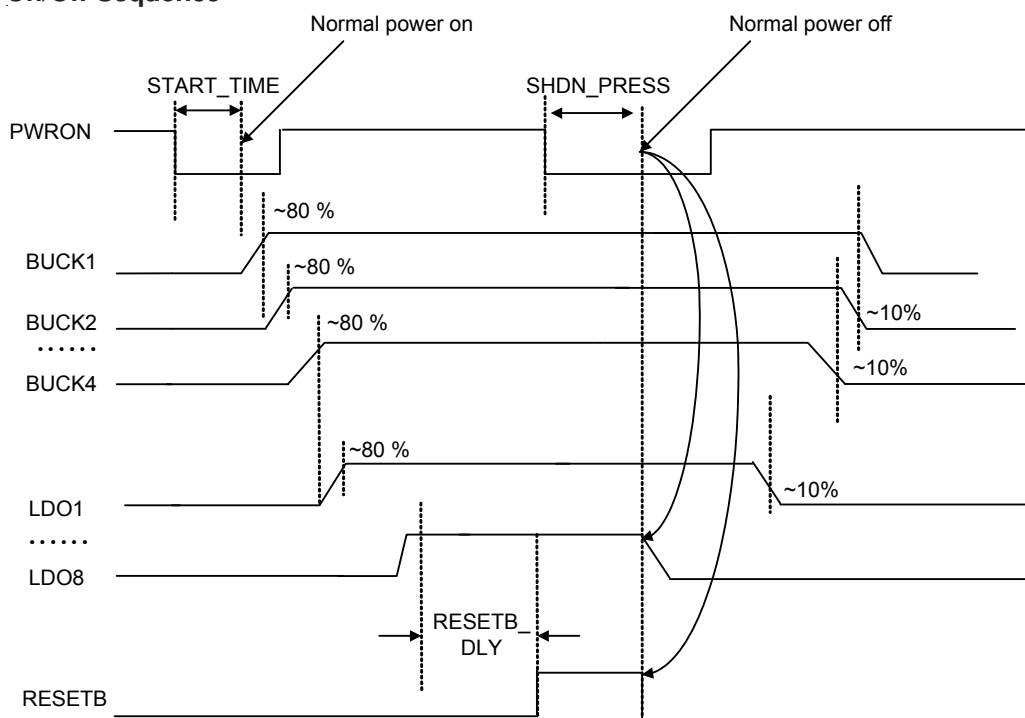 On/Off Sequence
Normal power on
Normal power off
START_TIME
SHDN_PRESS
PWRON
~80 %
BUCK1
~80 %
BUCK2
~10%
......
~80 %
BUCK4
~10%
~80 %
~10%
LDO1
......
LDO8
RESETB_
DLY
RESETB